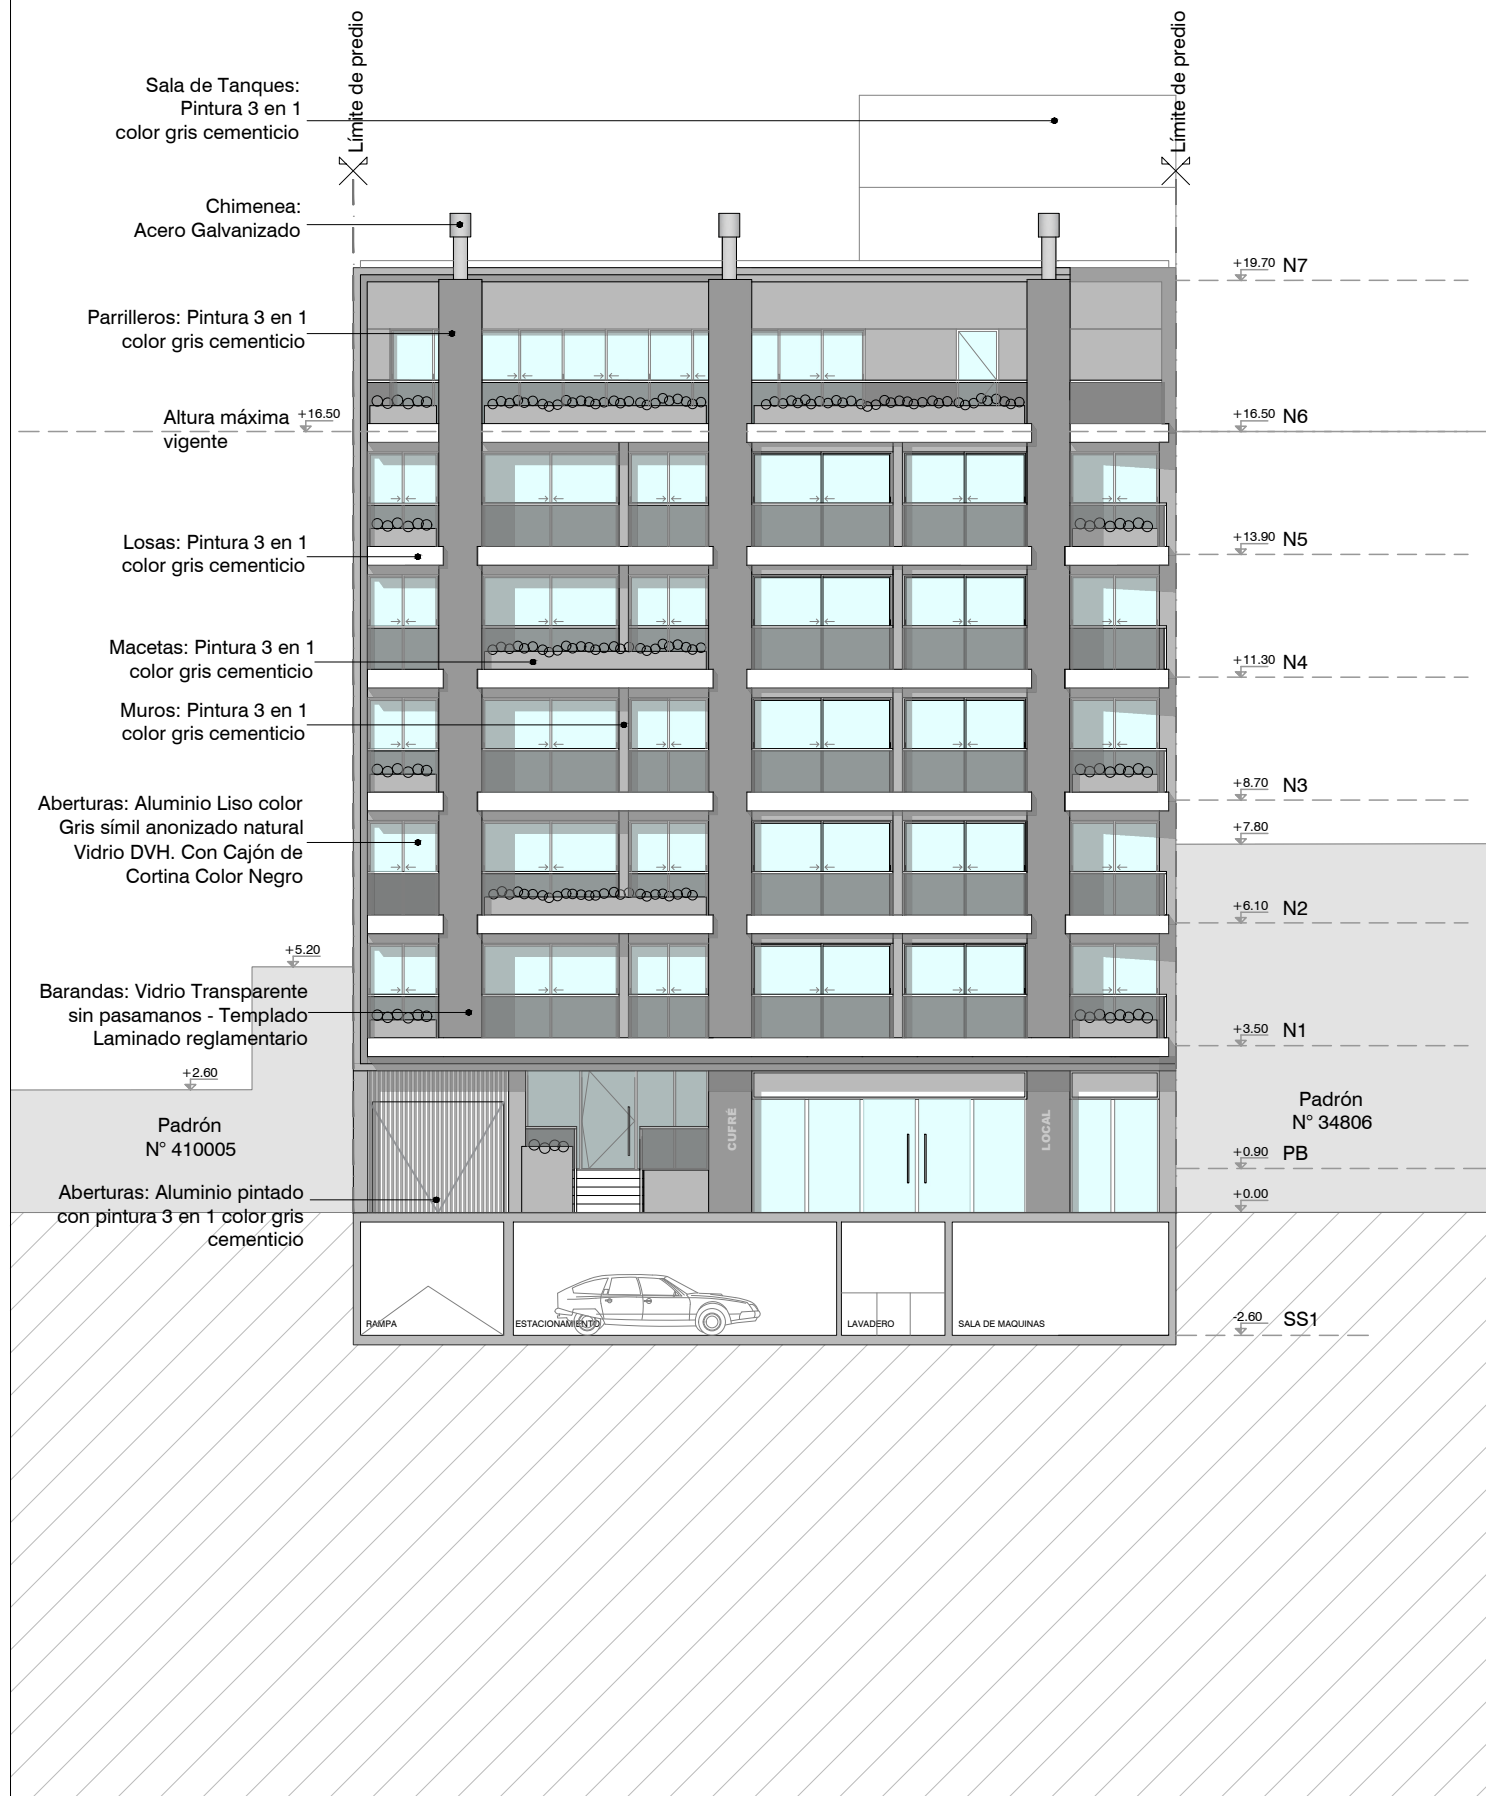 Límite de predio
Límite de predio
Sala de Tanques:
Pintura 3 en 1
color gris cementicio
Chimenea:
Acero Galvanizado
+19.70 N7
Parrilleros: Pintura 3 en 1
color gris cementicio
Altura máxima
vigente
+16.50
+16.50 N6
Losas: Pintura 3 en 1
color gris cementicio
+13.90 N5
Macetas: Pintura 3 en 1
color gris cementicio
+11.30 N4
Muros: Pintura 3 en 1
color gris cementicio
+8.70 N3
Aberturas: Aluminio Liso color
Gris símil anonizado natural
Vidrio DVH. Con Cajón de
Cortina Color Negro
+7.80
+6.10 N2
+5.20
Barandas: Vidrio Transparente
sin pasamanos - Templado
Laminado reglamentario
+3.50 N1
+2.60
Padrón
N° 410005
CUFRÉ
LOCAL
Padrón
N° 34806
+0.90 PB
Aberturas: Aluminio pintado
con pintura 3 en 1 color gris
cementicio
+0.00
RAMPA
ESTACIONAMIENTO
LAVADERO
SALA DE MAQUINAS
-2.60 SS1